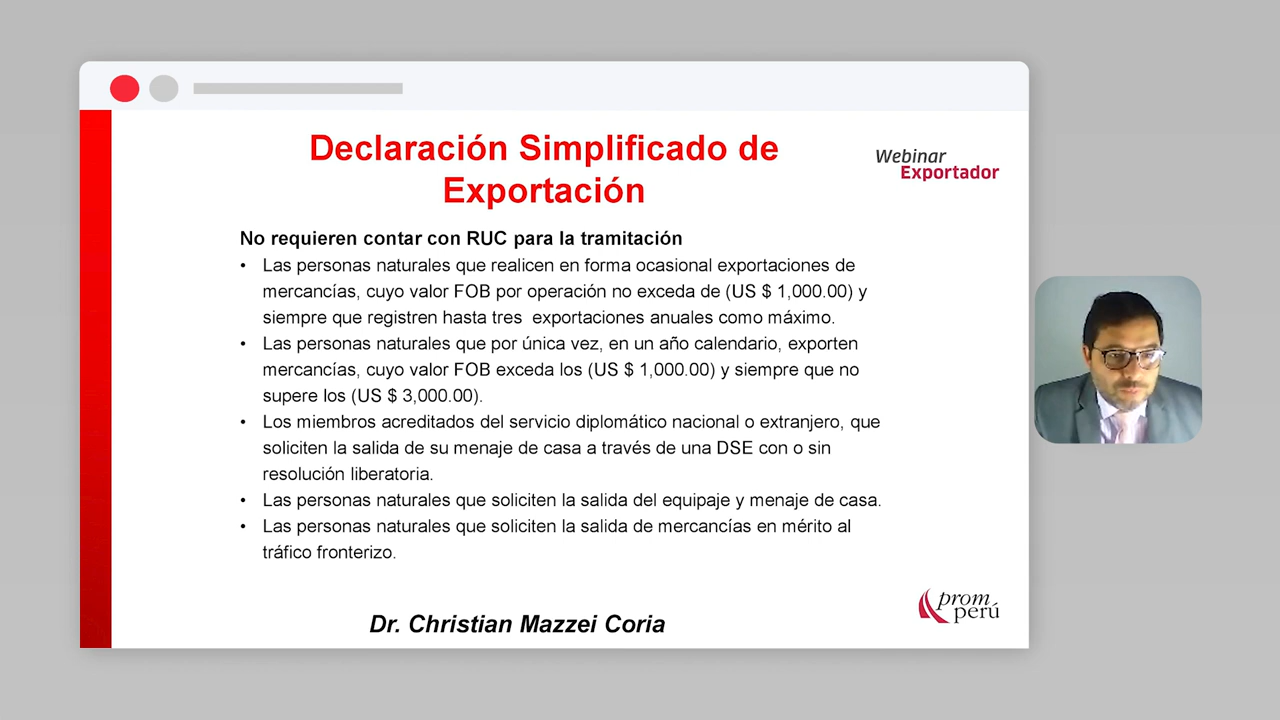 Declaración Simplificado de
Exportación
Webinar
Exportador
No requieren contar con RUC para la tramitación
• Las personas naturales que realicen en forma ocasional exportaciones de
mercancías, cuyo valor FOB por operación no exceda de (US $ 1,000.00) y
siempre que registren hasta tres  exportaciones anuales como máximo.
• Las personas naturales que por única vez, en un año calendario, exporten
mercancías, cuyo valor FOB exceda los (US $ 1,000.00) y siempre que no
supere los (US $ 3,000.00).
• Los miembros acreditados del servicio diplomático nacional o extranjero, que
soliciten la salida de su menaje de casa a través de una DSE con o sin
resolución liberatoria.
• Las personas naturales que soliciten la salida del equipaje y menaje de casa.
• Las personas naturales que soliciten la salida de mercancías en mérito al
tráfico fronterizo.
prom
perú
Dr. Christian Mazzei Coria